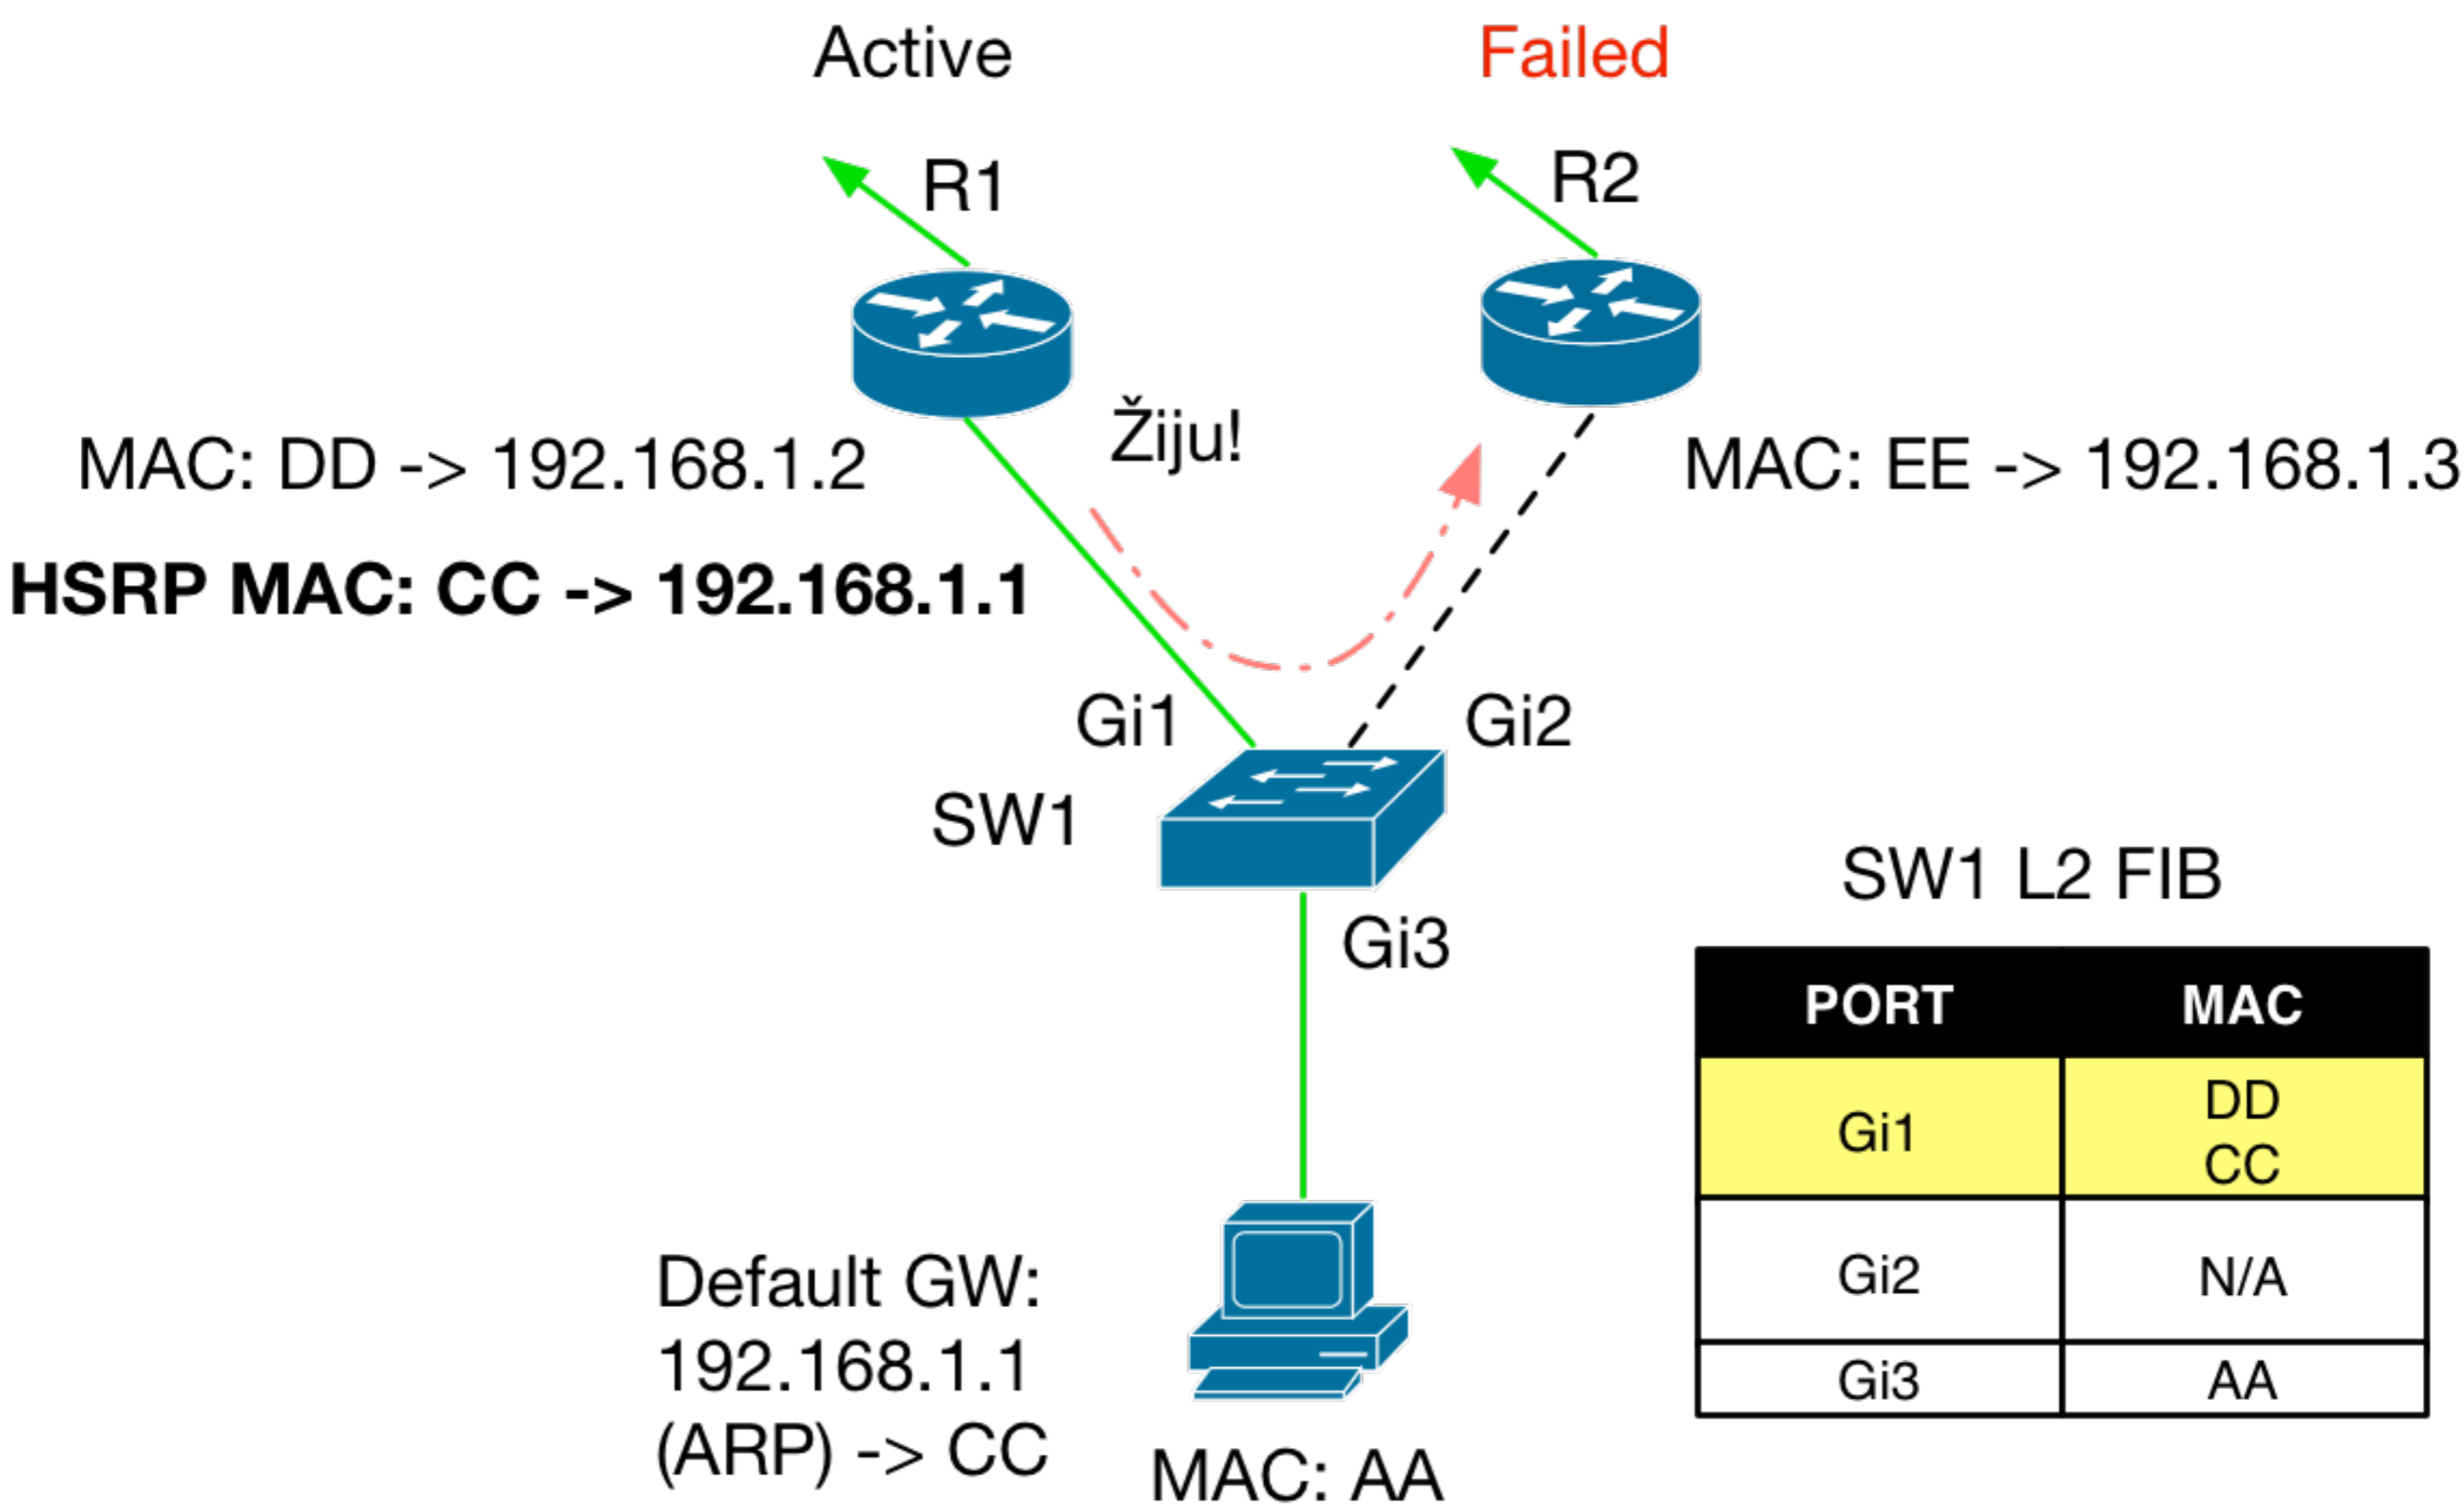 Active
Failed
R1
R2
Žiju!
MAC: DD -> 192.168.1.2
MAC: EE -> 192.168.1.3
HSRP MAC: CC -> 192.168.1.1
Gi1
Gi2
SW1
Gi3
SW1 L2 FIB
PORT MAC
Gi1 DD
CC
Gi2 N/A
Gi3 AA
Default GW:
192.168.1.1
(ARP) -> CC
MAC: AA